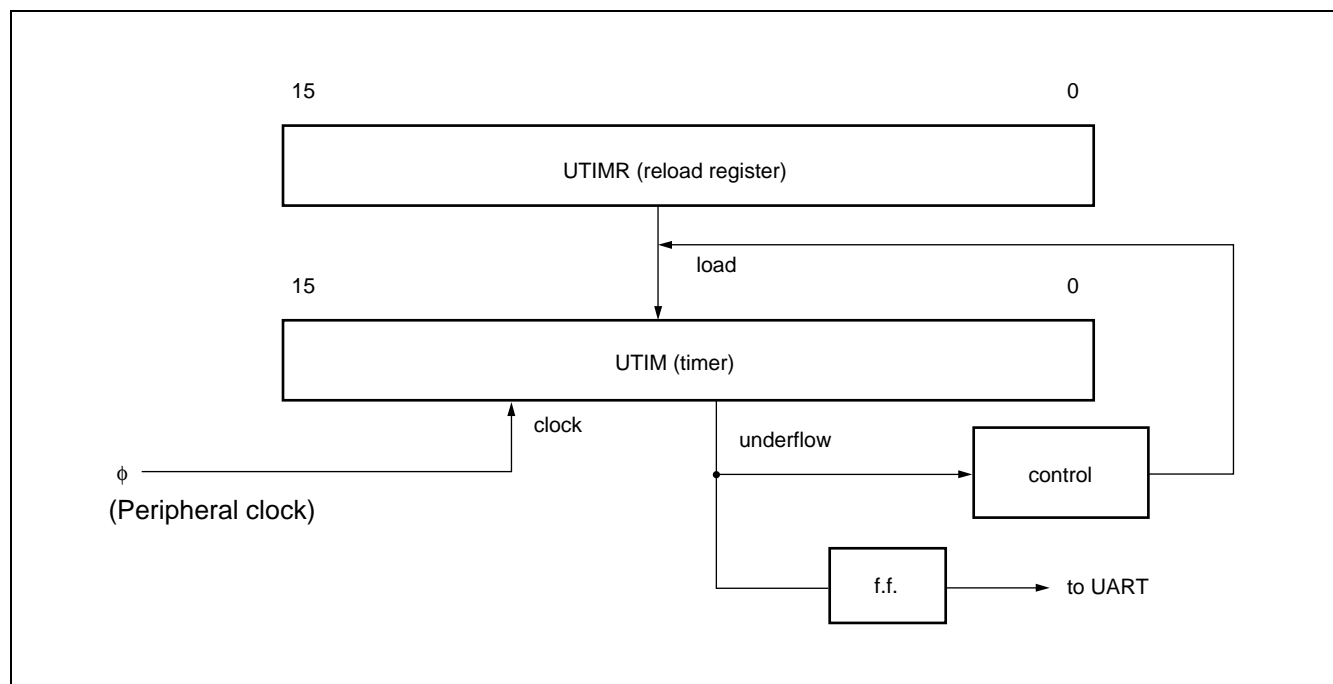 15 0
UTIMR (reload register)
load
15 0
UTIM (timer)
clock
underflow
ϕ
control
(Peripheral clock)
f.f.
to UART